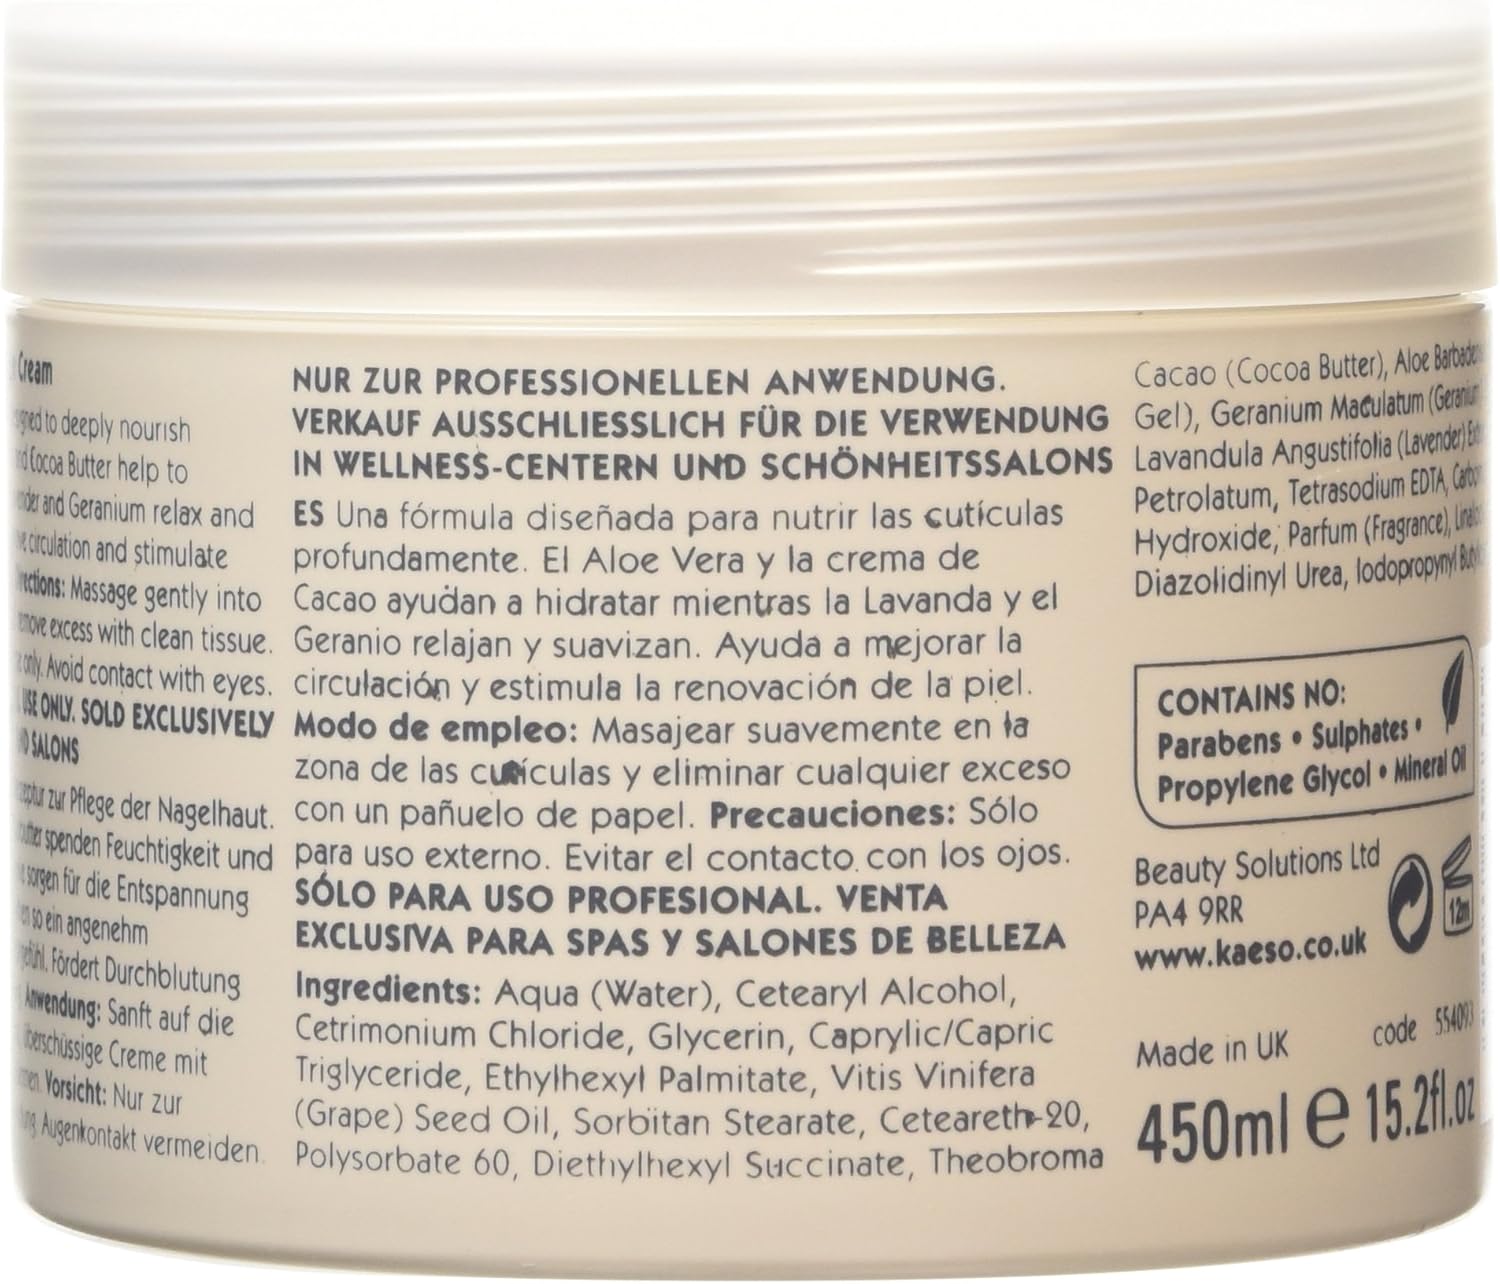 Cream
to deeply nourish
Cocoa Butter help to
and Geranium relax and
circulation and stimulate
Massage gently into
excess with clean tissue.
only. Avoid contact with eyes.
USE ONLY. SOLD EXCLUSIVELY
SALONS
zur Pflege der Nagelhaut.
spenden Feuchtigkeit und
sorgen für die Entspannung
so ein angenehm
Fördert Durchblutung
Anwendung: Sanft auf die
Creme mit
Vorsicht: Nur zur
Augenkontakt vermeiden.
NUR ZUR PROFESSIONELLEN ANWENDUNG.
VERKAUF AUSSCHLIESSLICH FÜR DIE VERWENDUNG
IN WELLNESS-CENTERN UND SCHÖNHEITSSALONS
ES Una fórmula diseñada para nutrir las cutículas
profundamente. El Aloe Vera y la crema de
Cacao ayudan a hidratar mientras la Lavanda y el
Geranio relajan y suavizan. Ayuda a mejorar la
circulación y estimula la renovación de la piel.
Modo de empleo: Masajear suavemente en la
zona de las cutículas y eliminar cualquier exceso
con un pañuelo de papel. Precauciones: Sólo
para uso externo. Evitar el contacto con los ojos.
SÓLO PARA USO PROFESIONAL. VENTA
EXCLUSIVA PARA SPAS Y SALONES DE BELLEZA
Ingredients: Aqua (Water), Cetearyl Alcohol,
Cetrimonium Chloride, Glycerin, Caprylic/Capric
Triglyceride, Ethylhexyl Palmitate, Vitis Vinifera
(Grape) Seed Oil, Sorbitan Stearate, Ceteareth-20,
Polysorbate 60, Diethylhexyl Succinate, Theobroma
Cacao (Cocoa Butter), Aloe
Gel), Geranium Maculatum
Lavandula Angustifolia (Lavender)
Petrolatum, Tetrasodium EDTA,
Hydroxide, Parfum (Fragrance),
Diazolidinyl Urea, Iodopropynyl
CONTAINS NO:
Parabens • Sulphates •
Propylene Glycol • Mineral Oil
Beauty Solutions Ltd
PA4 9RR
www.kaeso.co.uk
12m
Made in UK
code 554093
450ml e 15.2fl.oz